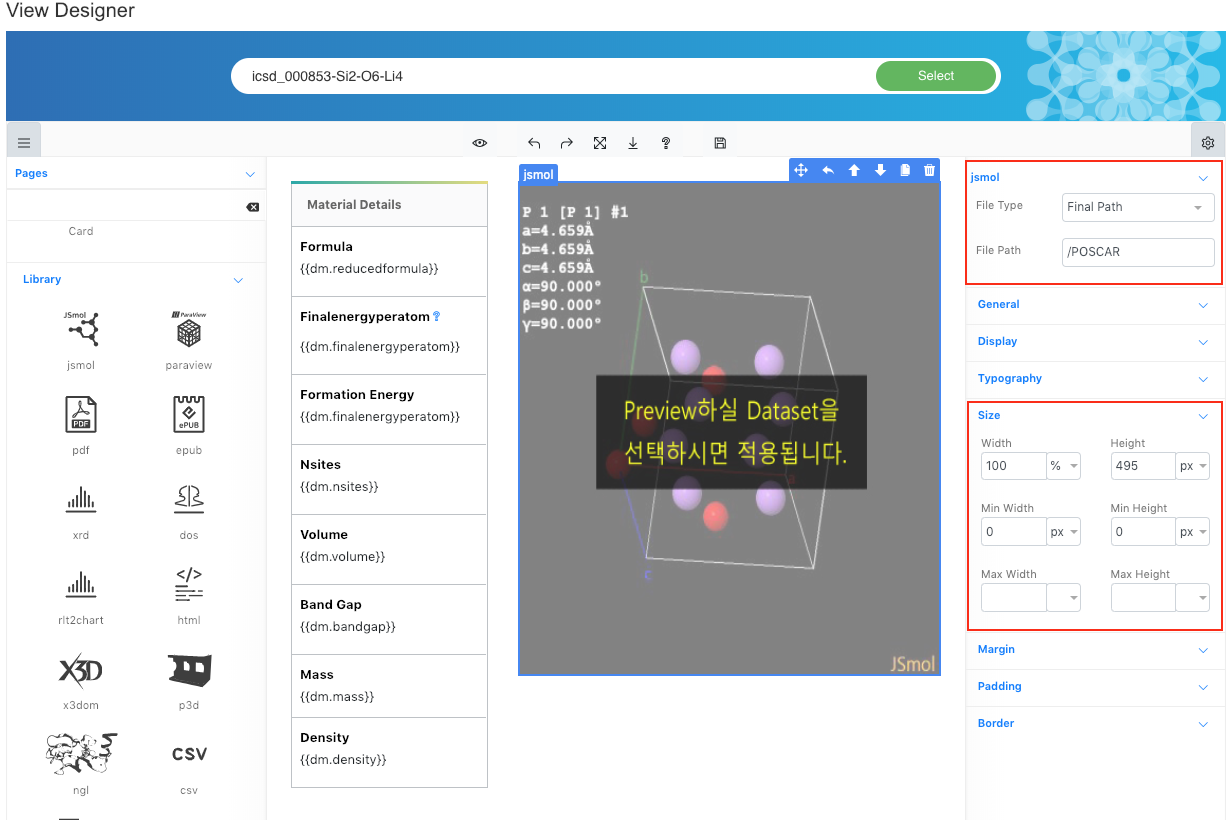 View Designer
icsd_000853-Si2-O6-Li4
Select
Pages
Card
Library
JSmol
jsmol
ParaView
paraview
PDF
pdf
ePUB
epub
xrd
dos
rlt2chart
</>
html
X3D
x3dom
p3d
ngl
CSV
csv
Material Details
Formula
{{dm.reducedformula}}
Finalenergyperatom ?
{{dm.finalenergyperatom}}
Formation Energy
{{dm.finalenergyperatom}}
Nsites
{{dm.nsites}}
Volume
{{dm.volume}}
Band Gap
{{dm.bandgap}}
Mass
{{dm.mass}}
Density
{{dm.density}}
jsmol
P 1 [P 1] #1
a=4.659Å
b=4.659Å
c=4.659Å
α=90.000°
β=90.000°
γ=90.000°
b
Preview하실 Dataset을
선택하시면 적용됩니다.
a
c
JSmol
jsmol
File Type
Final Path
File Path
/POSCAR
General
Display
Typography
Size
Width
Height
100 %
495 px
Min Width
Min Height
0 px
0 px
Max Width
Max Height
Margin
Padding
Border